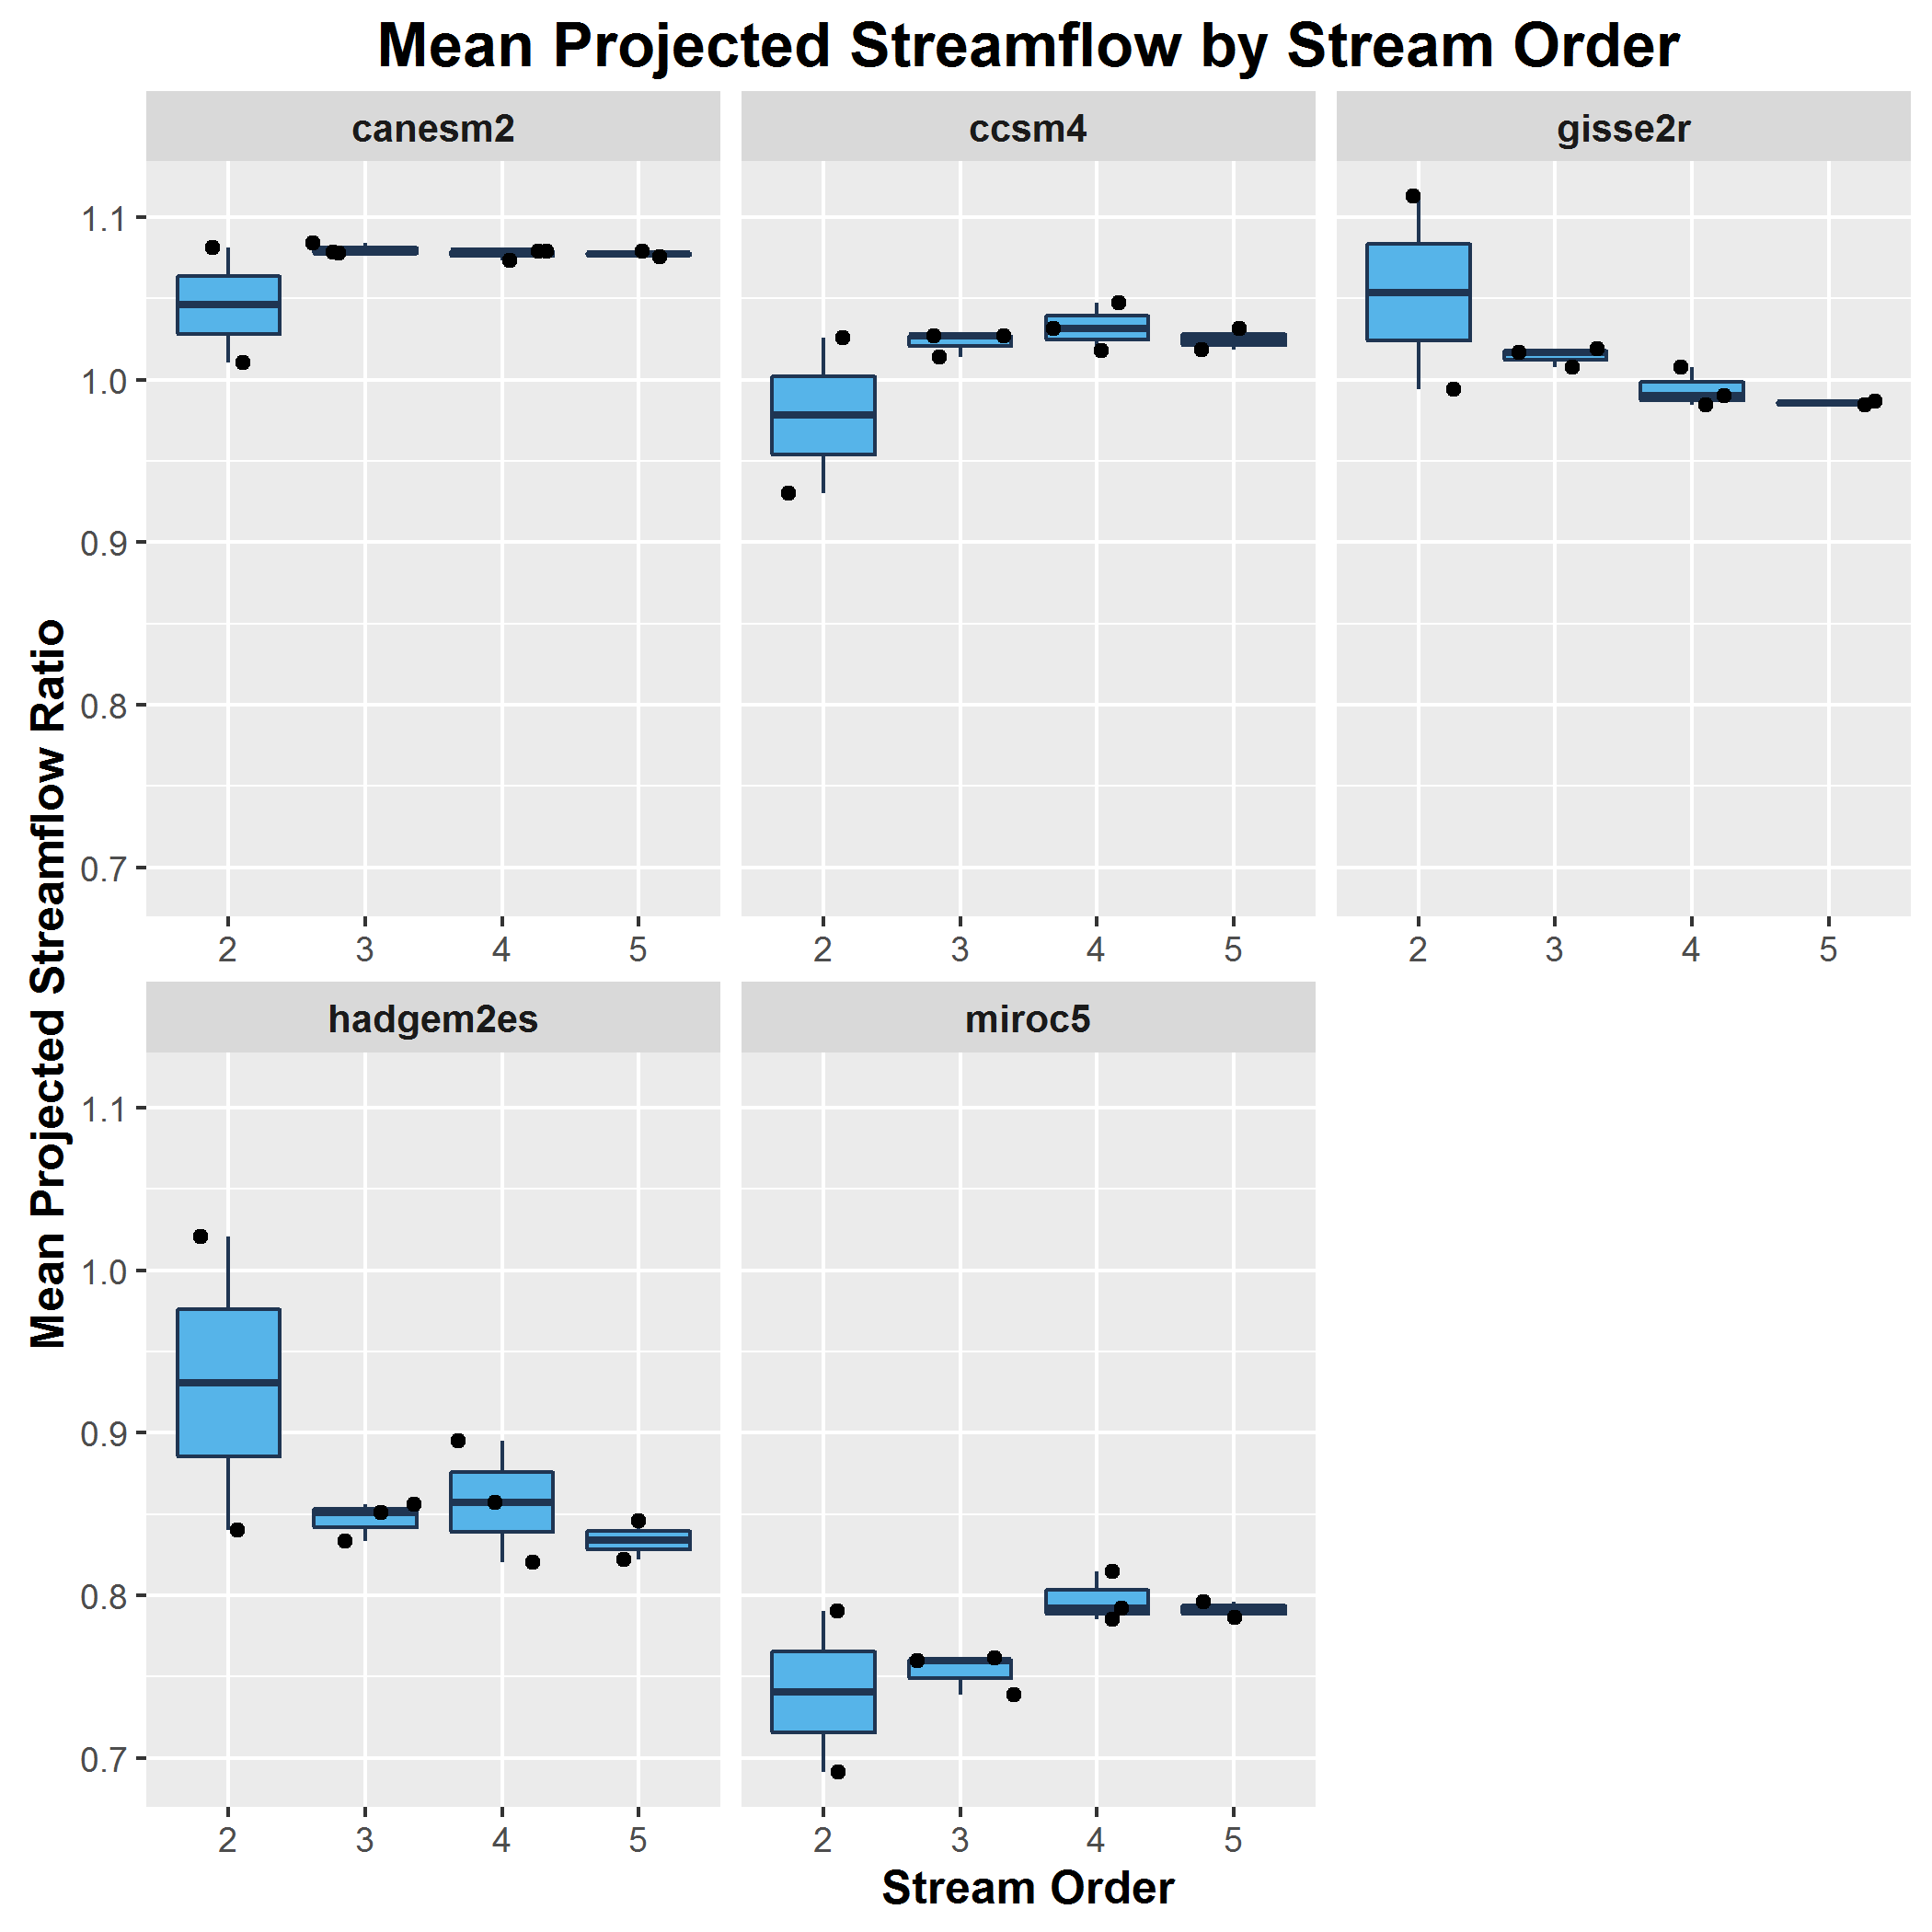 Mean Projected Streamflow by Stream Order
canesm2 ccsm4 gisse2r
1.1
1.0
0.9
0.8
0.7
2 3 4 5 2 3 4 5 2 3 4 5
Mean Projected Streamflow Ratio
hadgem2es miroc5
1.1
1.0
0.9
0.8
0.7
2 3 4 5 2 3 4 5
Stream Order